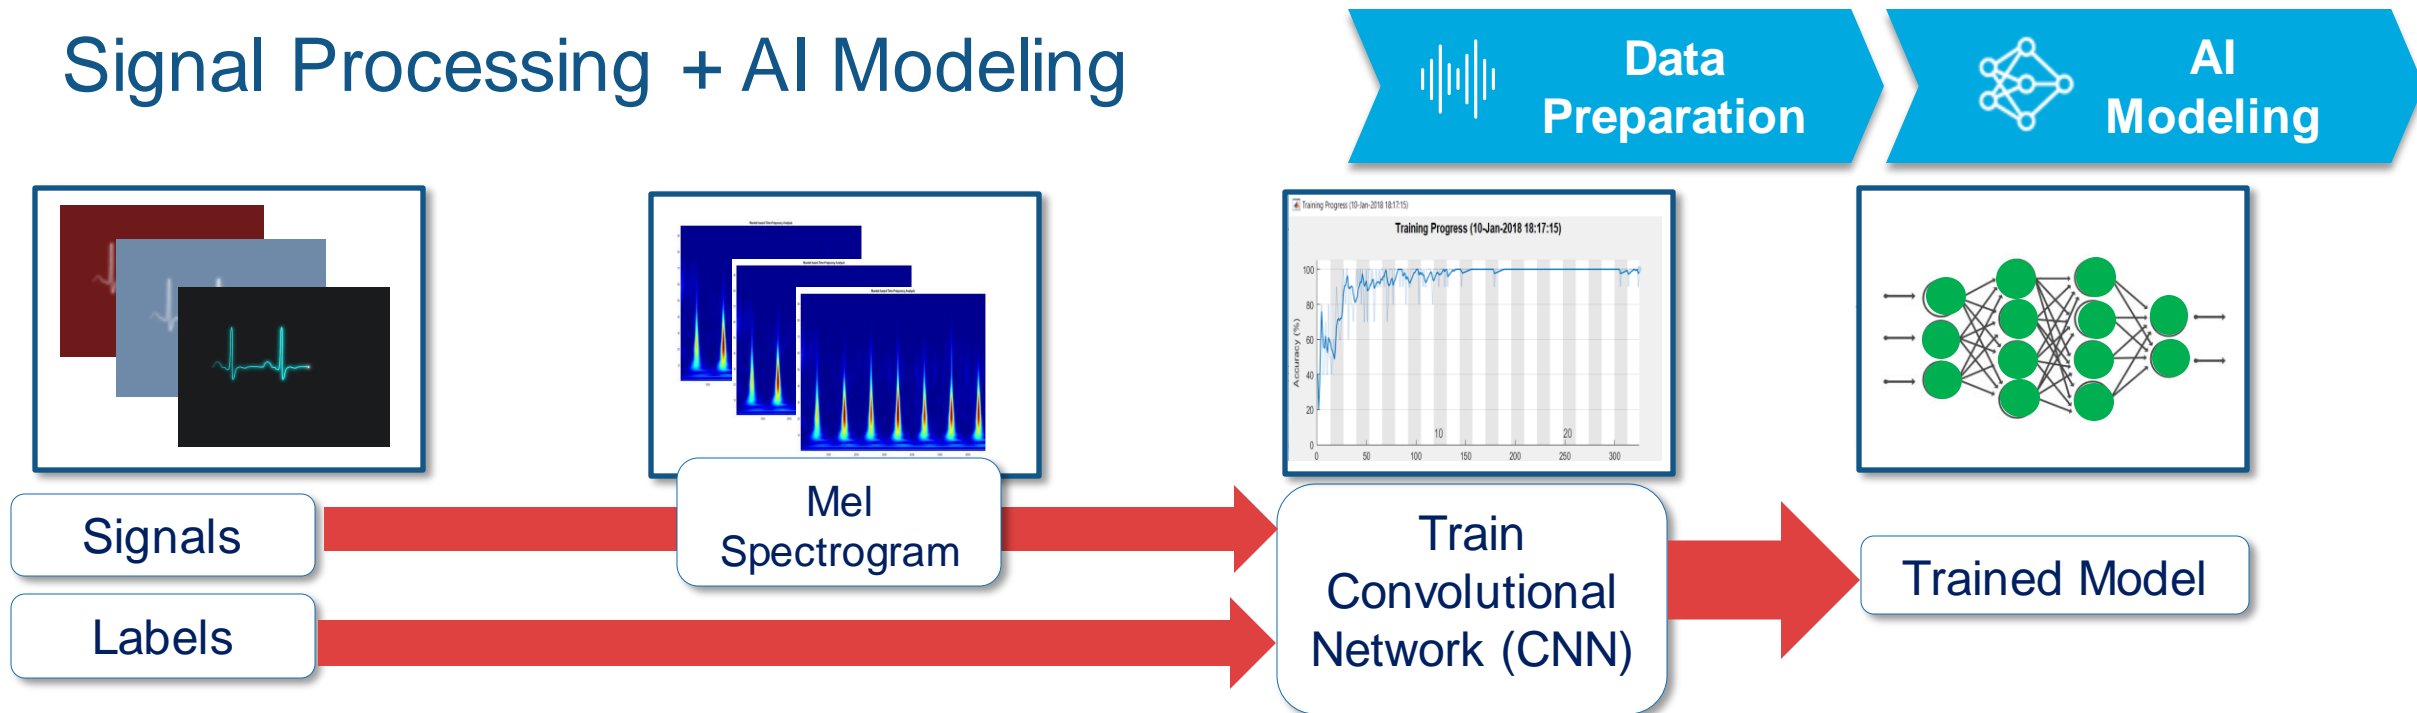 Signal Processing + AI Modeling
Data
Preparation
AI
Modeling
Training Progress (10-Jan-2018 18:17:15)
Training Progress (10-Jan-2018 18:17:15)
Accuracy (%)
100
80
60
40
20
0
10
20
0
50
100
150
200
250
300
Signals
Labels
Mel
Spectrogram
Train
Convolutional
Network (CNN)
Trained Model